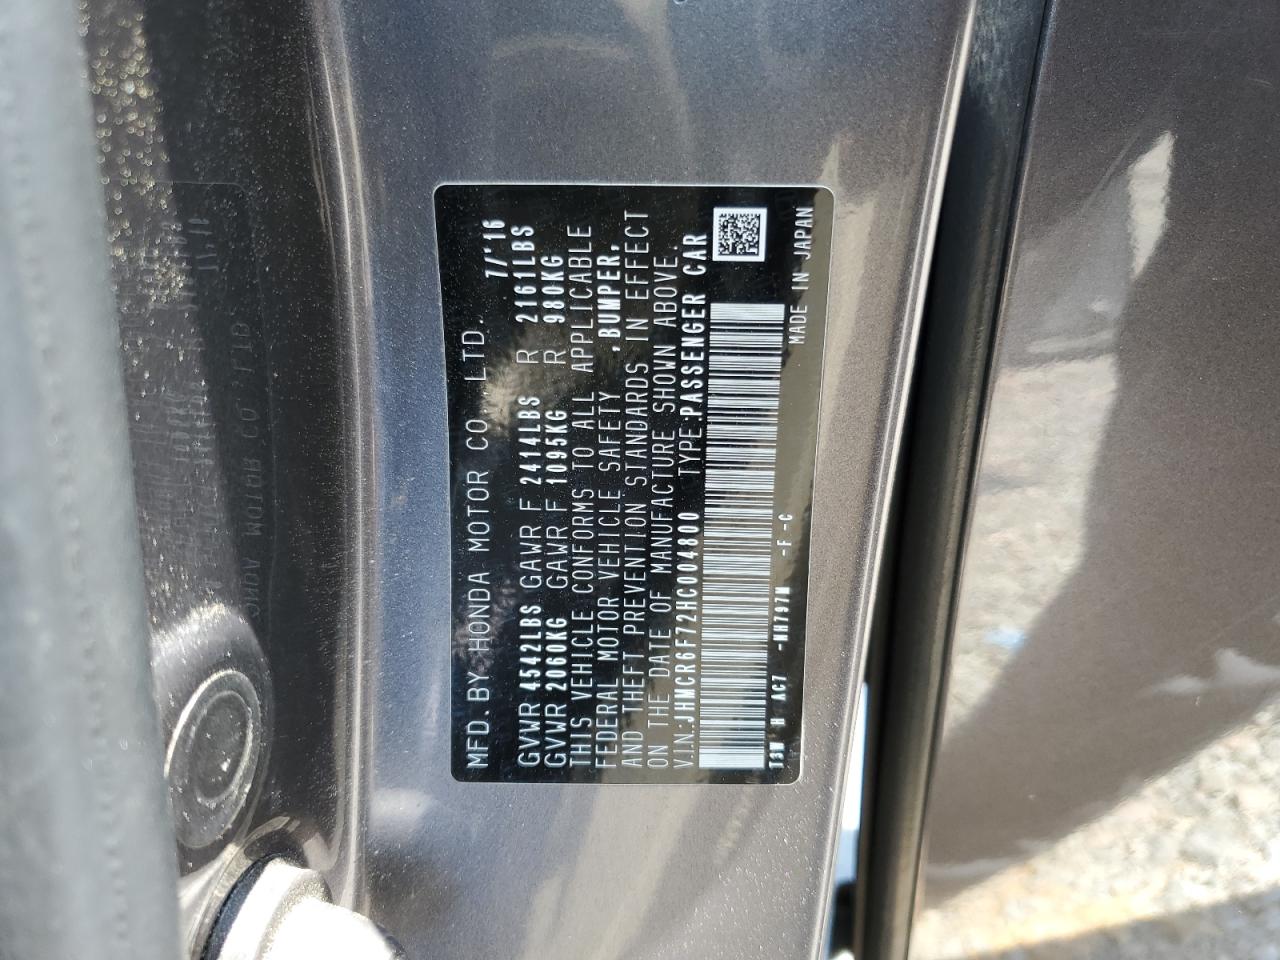 MFD. BY HONDA MOTOR CO., LTD. 7/'16
GVWR 4542LBS GAWR F 2414LBS R 2161LBS
GVWR 2060KG GAWR F 1095KG R 980KG
THIS VEHICLE CONFORMS TO ALL APPLICABLE
FEDERAL MOTOR VEHICLE SAFETY BUMPER,
AND THEFT PREVENTION STANDARDS IN EFFECT
ON THE DATE OF MANUFACTURE SHOWN ABOVE.
V.I.N:JHMCR6F72HC004800 TYPE:PASSENGER CAR
H AC7 -NH797M -F-C MADE IN JAPAN